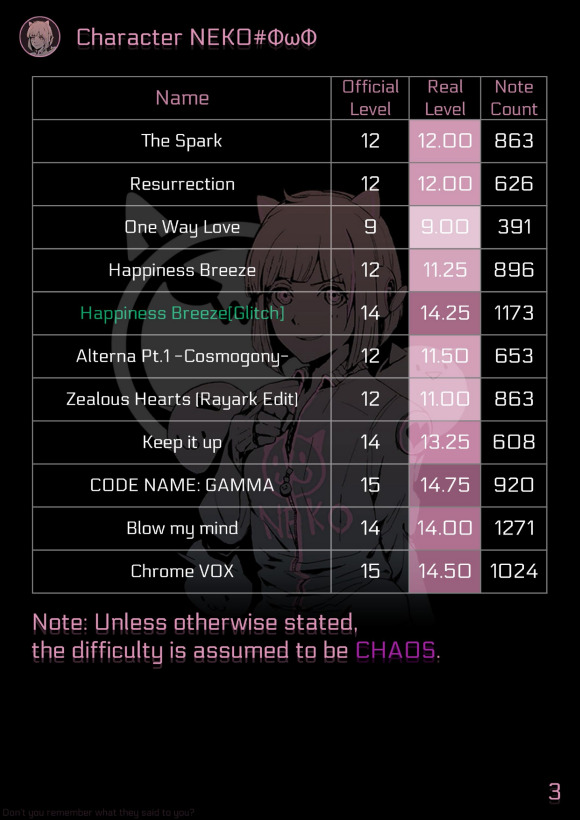 Character NEKO#ΦωΦ
Name Official Level Real Level Note Count
The Spark 12 12.00 863
Resurrection 12 12.00 626
One Way Love 9 9.00 391
Happiness Breeze 12 11.25 896
Happiness Breeze[Glitch] 14 14.25 1173
Alterna Pt.1 -Cosmogony- 12 11.50 653
Zealous Hearts [Rayark Edit] 12 11.00 863
Keep it up 14 13.25 608
CODE NAME: GAMMA 15 14.75 920
Blow my mind 14 14.00 1271
Chrome VOX 15 14.50 1024
NEKO
Note: Unless otherwise stated,
the difficulty is assumed to be CHAOS.
3
Don't you remember what they said to you?